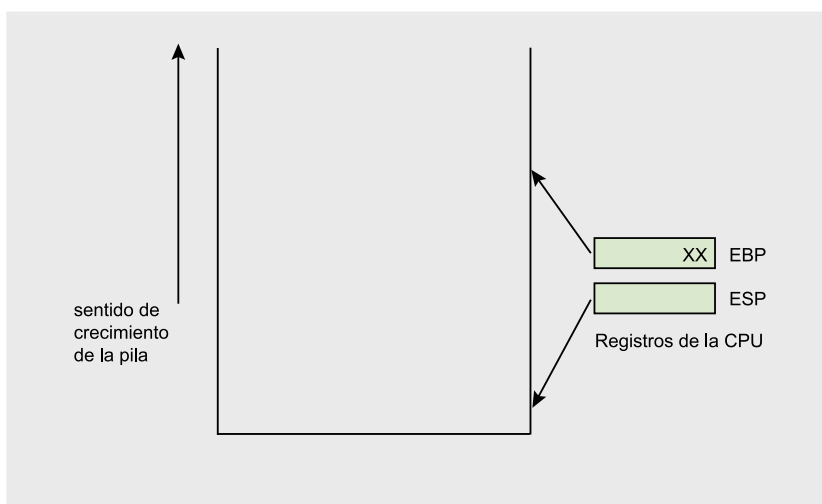 XX EBP
ESP
Registros de la CPU
sentido de
crecimiento
de la pila